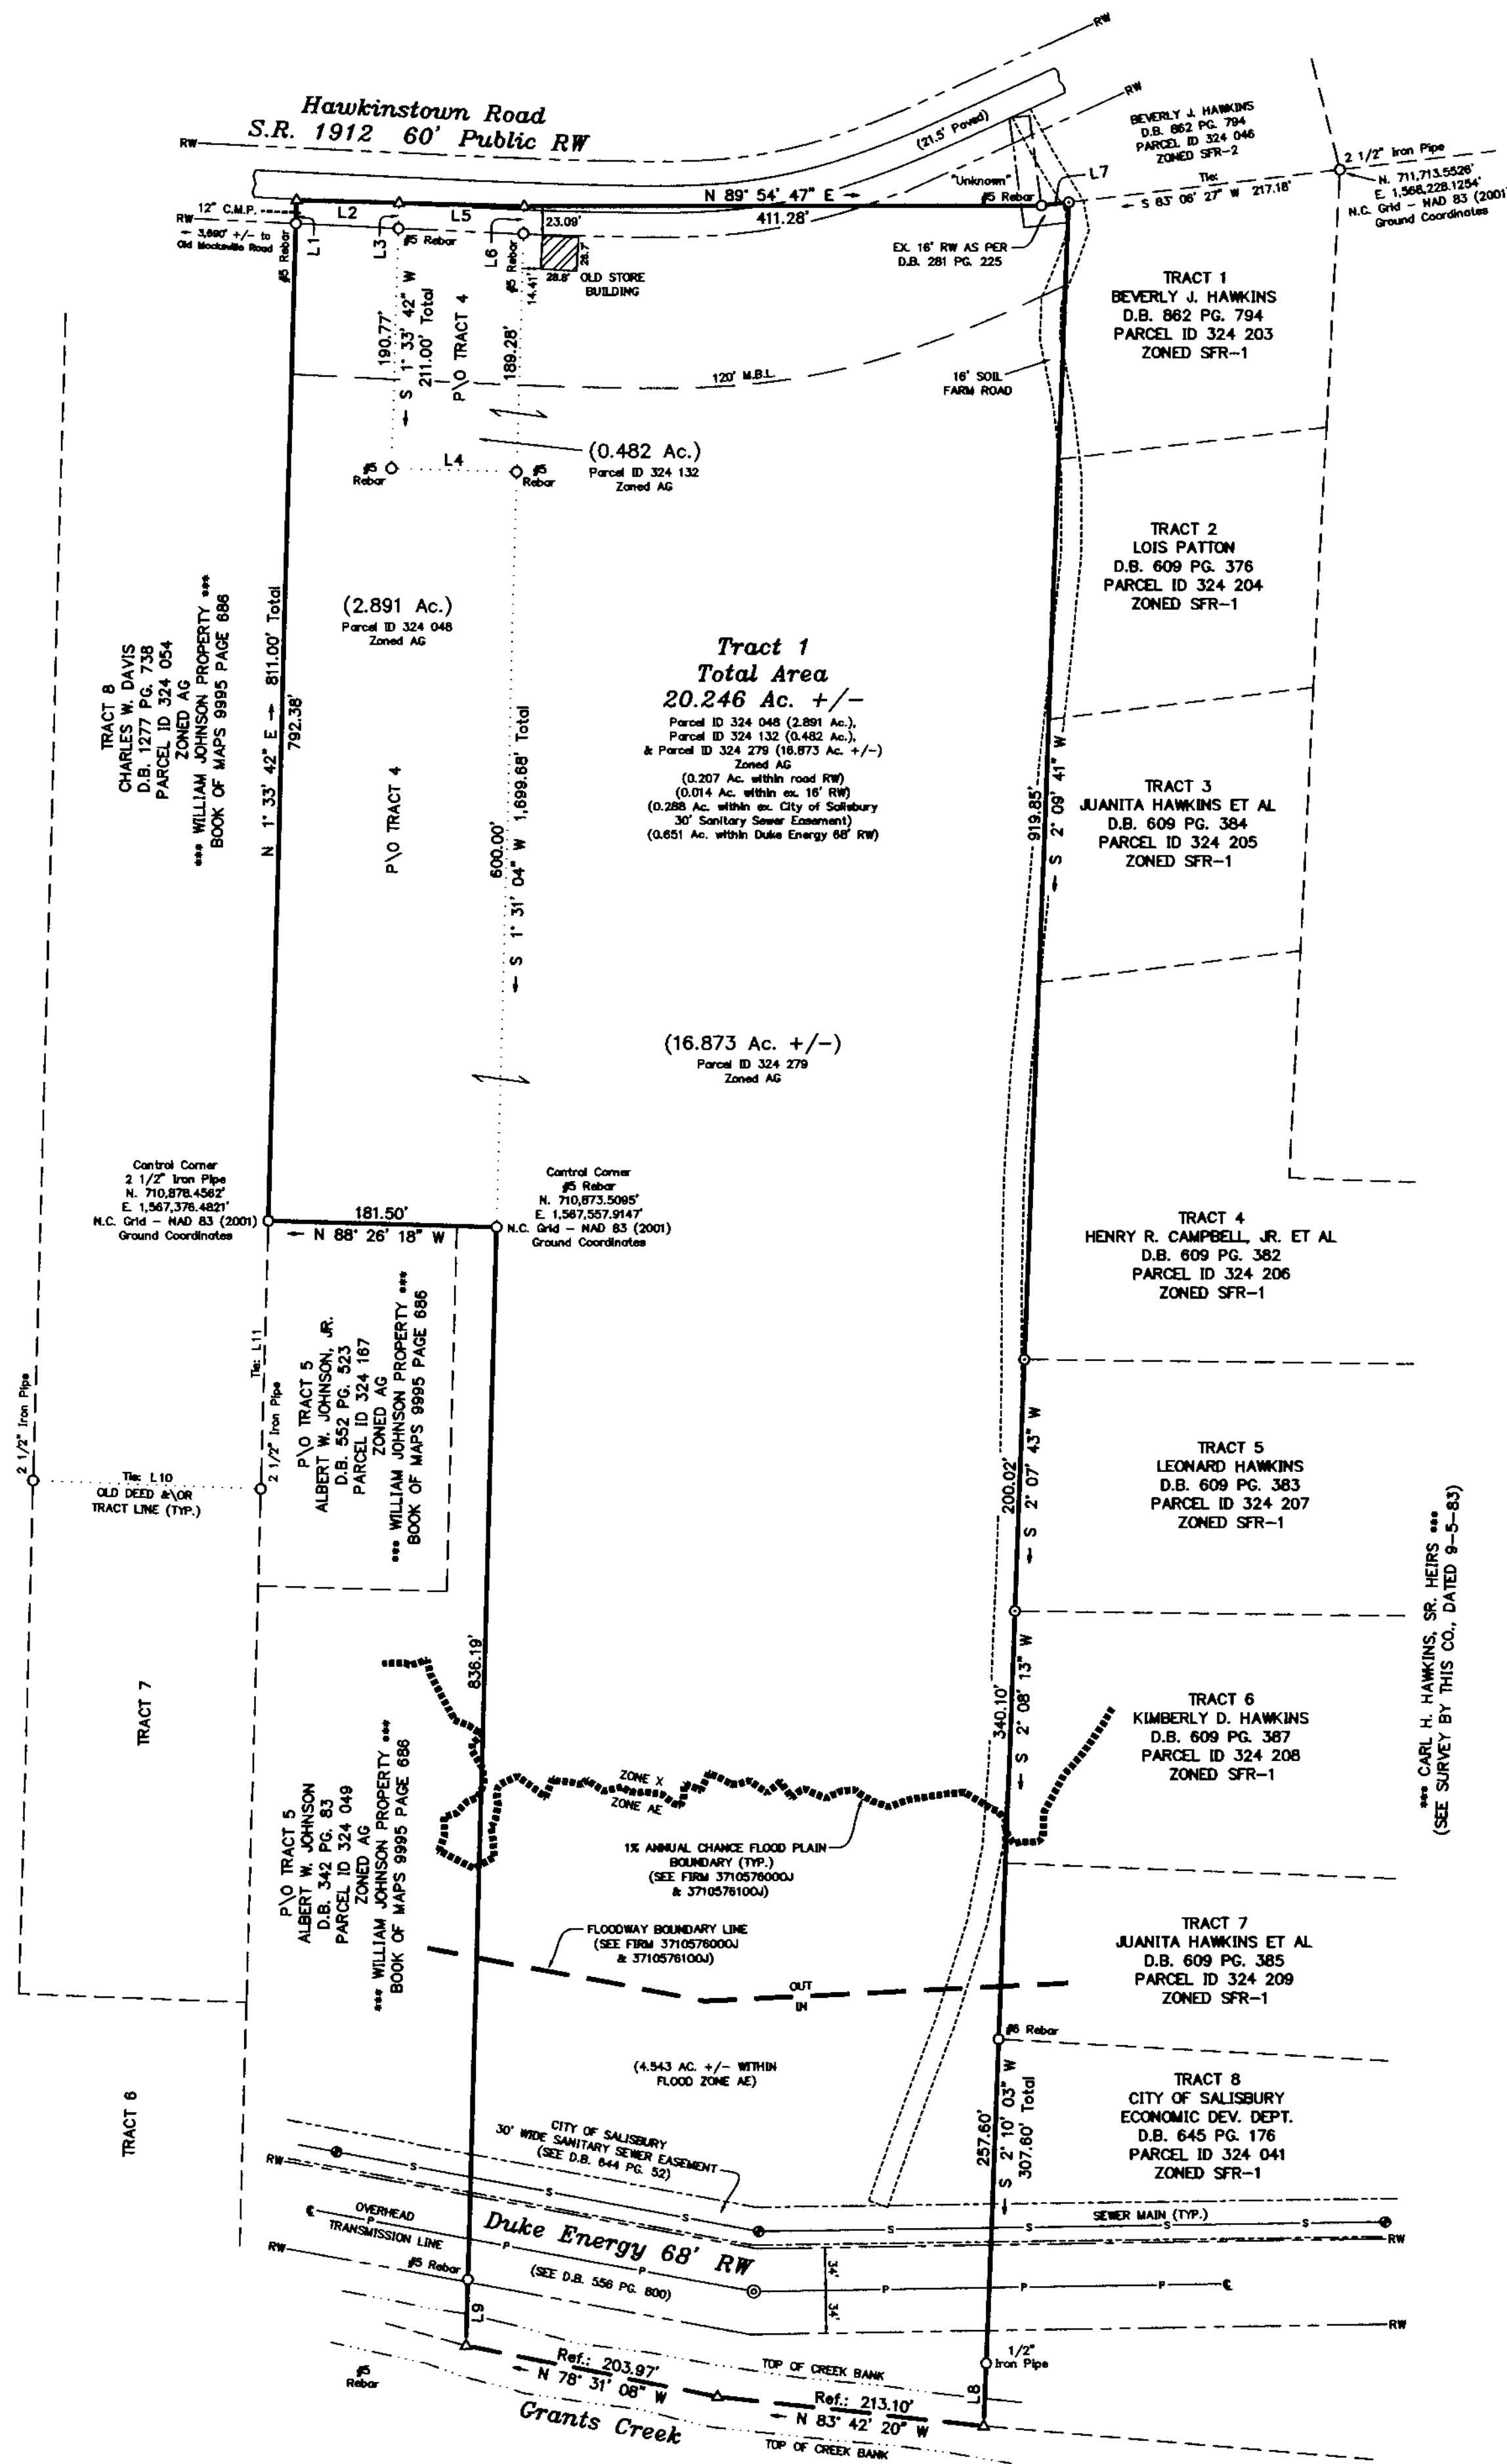 Hawkinstown Road
S.R. 1912 60' Public RW
RW
RW
RW
(21.5' Paved)
BEVERLY J. HAWKINS
D.B. 862 PG. 794
PARCEL ID 324 046
ZONED SFR-2
2 1/2" Iron Pipe
N. 711,713.5526'
E. 1,568,228.1254'
N.C. Grid - NAD 83 (2001)
Ground Coordinates
Tie:
← S 83° 08' 27" W 217.18'
L7
"Unknown"
#5 Rebar
N 89° 54' 47" E →
411.28'
12" C.M.P.
RW
← 3,690' +/- to
Old Mocksville Road
#5 Rebar
L1
L2
L3
#5 Rebar
L5
L6
#5 Rebar
23.09'
28.7'
28.8'
14.41'
OLD STORE
BUILDING
EX. 16' RW AS PER
D.B. 281 PG. 225
190.77'
← S 1° 33' 42" W
211.00' Total
P\O TRACT 4
189.28'
120' M.B.L.
16' SOIL
FARM ROAD
TRACT 1
BEVERLY J. HAWKINS
D.B. 862 PG. 794
PARCEL ID 324 203
ZONED SFR-1
#5
Rebar
L4
#5
Rebar
(0.482 Ac.)
Parcel ID 324 132
Zoned AG
TRACT 2
LOIS PATTON
D.B. 609 PG. 376
PARCEL ID 324 204
ZONED SFR-1
TRACT 8
CHARLES W. DAVIS
D.B. 1277 PG. 738
PARCEL ID 324 054
ZONED AG
*** WILLIAM JOHNSON PROPERTY ***
BOOK OF MAPS 9995 PAGE 686
N 1° 33' 42" E → 811.00' Total
792.38'
(2.891 Ac.)
Parcel ID 324 048
Zoned AG
P\O TRACT 4
600.00'
← S 1° 31' 04" W 1,699.68' Total
Tract 1
Total Area
20.246 Ac. +/-
Parcel ID 324 048 (2.891 Ac.),
Parcel ID 324 132 (0.482 Ac.),
& Parcel ID 324 279 (16.873 Ac. +/-)
Zoned AG
(0.207 Ac. within road RW)
(0.014 Ac. within ex. 16' RW)
(0.288 Ac. within ex. City of Salisbury
30' Sanitary Sewer Easement)
(0.651 Ac. within Duke Energy 68' RW)
919.85'
← S 2° 09' 41" W
TRACT 3
JUANITA HAWKINS ET AL
D.B. 609 PG. 384
PARCEL ID 324 205
ZONED SFR-1
(16.873 Ac. +/-)
Parcel ID 324 279
Zoned AG
Control Corner
2 1/2" Iron Pipe
N. 710,878.4562'
E. 1,567,376.4821'
N.C. Grid - NAD 83 (2001)
Ground Coordinates
181.50'
← N 88° 26' 18" W
Control Corner
#5 Rebar
N. 710,873.5095'
E. 1,567,557.9147'
N.C. Grid - NAD 83 (2001)
Ground Coordinates
TRACT 4
HENRY R. CAMPBELL, JR. ET AL
D.B. 609 PG. 382
PARCEL ID 324 206
ZONED SFR-1
Tie: L11
2 1/2" Iron Pipe
2 1/2" Iron Pipe
Tie: L10
OLD DEED &\OR
TRACT LINE (TYP.)
P\O TRACT 5
ALBERT W. JOHNSON, JR.
D.B. 552 PG. 523
PARCEL ID 324 167
ZONED AG
*** WILLIAM JOHNSON PROPERTY ***
BOOK OF MAPS 9995 PAGE 686
200.02'
← S 2° 07' 43" W
TRACT 5
LEONARD HAWKINS
D.B. 609 PG. 383
PARCEL ID 324 207
ZONED SFR-1
*** CARL H. HAWKINS, SR. HEIRS ***
(SEE SURVEY BY THIS CO., DATED 9-5-83)
836.19'
TRACT 7
340.10'
← S 2° 08' 13" W
TRACT 6
KIMBERLY D. HAWKINS
D.B. 609 PG. 387
PARCEL ID 324 208
ZONED SFR-1
P\O TRACT 5
ALBERT W. JOHNSON
D.B. 342 PG. 83
PARCEL ID 324 049
ZONED AG
*** WILLIAM JOHNSON PROPERTY ***
BOOK OF MAPS 9995 PAGE 686
ZONE X
ZONE AE
1% ANNUAL CHANCE FLOOD PLAIN
BOUNDARY (TYP.)
(SEE FIRM 3710576000J
& 3710576100J)
FLOODWAY BOUNDARY LINE
(SEE FIRM 3710576000J
& 3710576100J)
OUT
IN
TRACT 7
JUANITA HAWKINS ET AL
D.B. 609 PG. 385
PARCEL ID 324 209
ZONED SFR-1
#6 Rebar
(4.543 AC. +/- WITHIN
FLOOD ZONE AE)
TRACT 6
257.60'
← S 2° 10' 03" W
307.60' Total
TRACT 8
CITY OF SALISBURY
ECONOMIC DEV. DEPT.
D.B. 645 PG. 176
PARCEL ID 324 041
ZONED SFR-1
CITY OF SALISBURY
30' WIDE SANITARY SEWER EASEMENT
(SEE D.B. 644 PG. 52)
RW
S
S
S
S
S
S
S
SEWER MAIN (TYP.)
RW
OVERHEAD
TRANSMISSION LINE
P
P
P
P
P
P
Duke Energy 68' RW
(SEE D.B. 556 PG. 800)
34'
34'
RW
#5 Rebar
RW
L9
1/2"
Iron Pipe
L8
TOP OF CREEK BANK
Ref.: 203.97'
← N 78° 31' 08" W
Ref.: 213.10'
← N 83° 42' 20" W
#5
Rebar
Grants Creek
TOP OF CREEK BANK